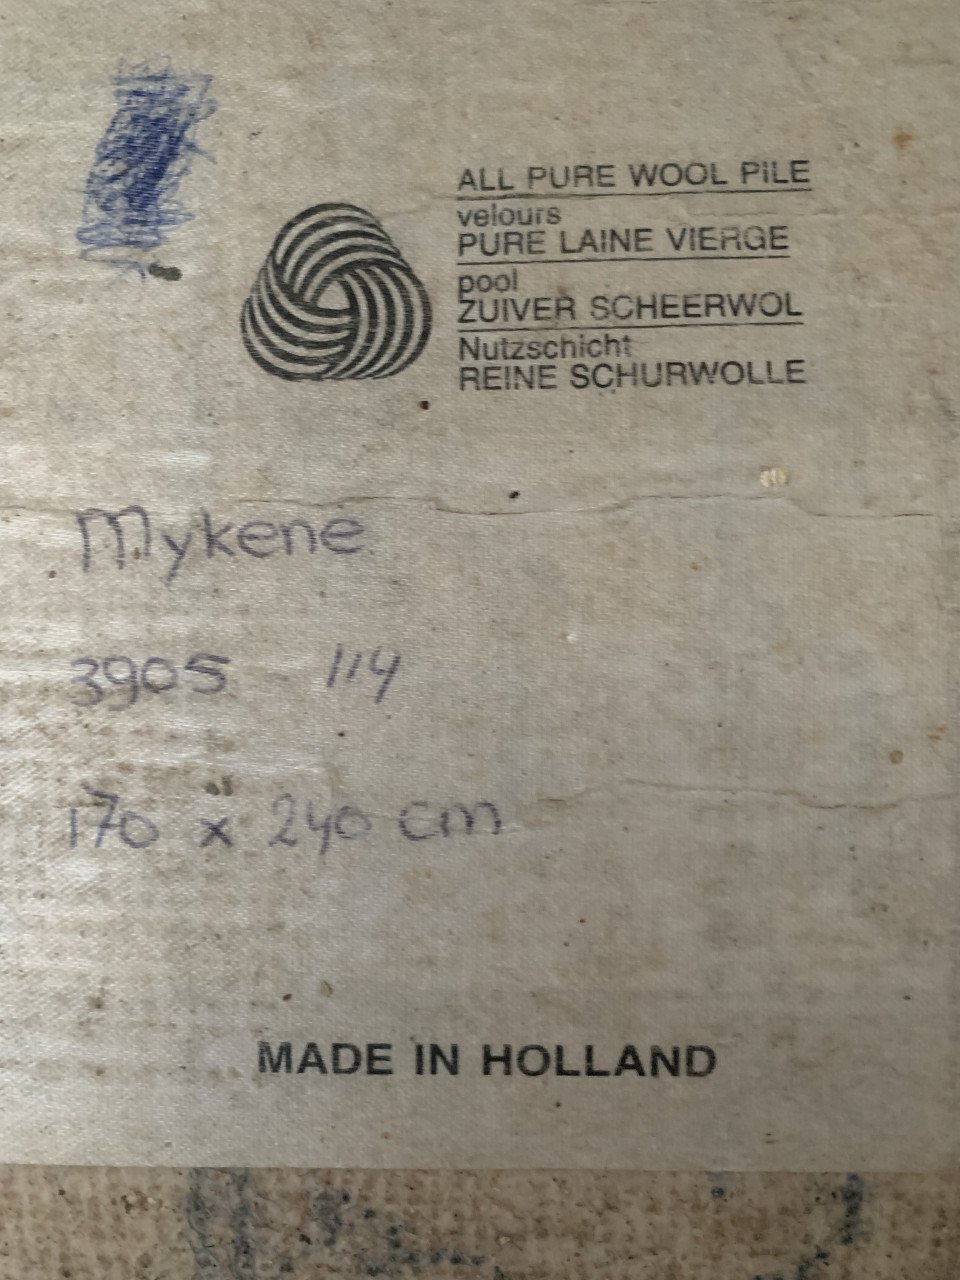 ALL PURE WOOL PILE
velours
PURE LAINE VIERGE
pool
ZUIVER SCHEERWOL
Nutzschicht
REINE SCHURWOLLE
Mykene
3905 114
170 x 240 cm
MADE IN HOLLAND